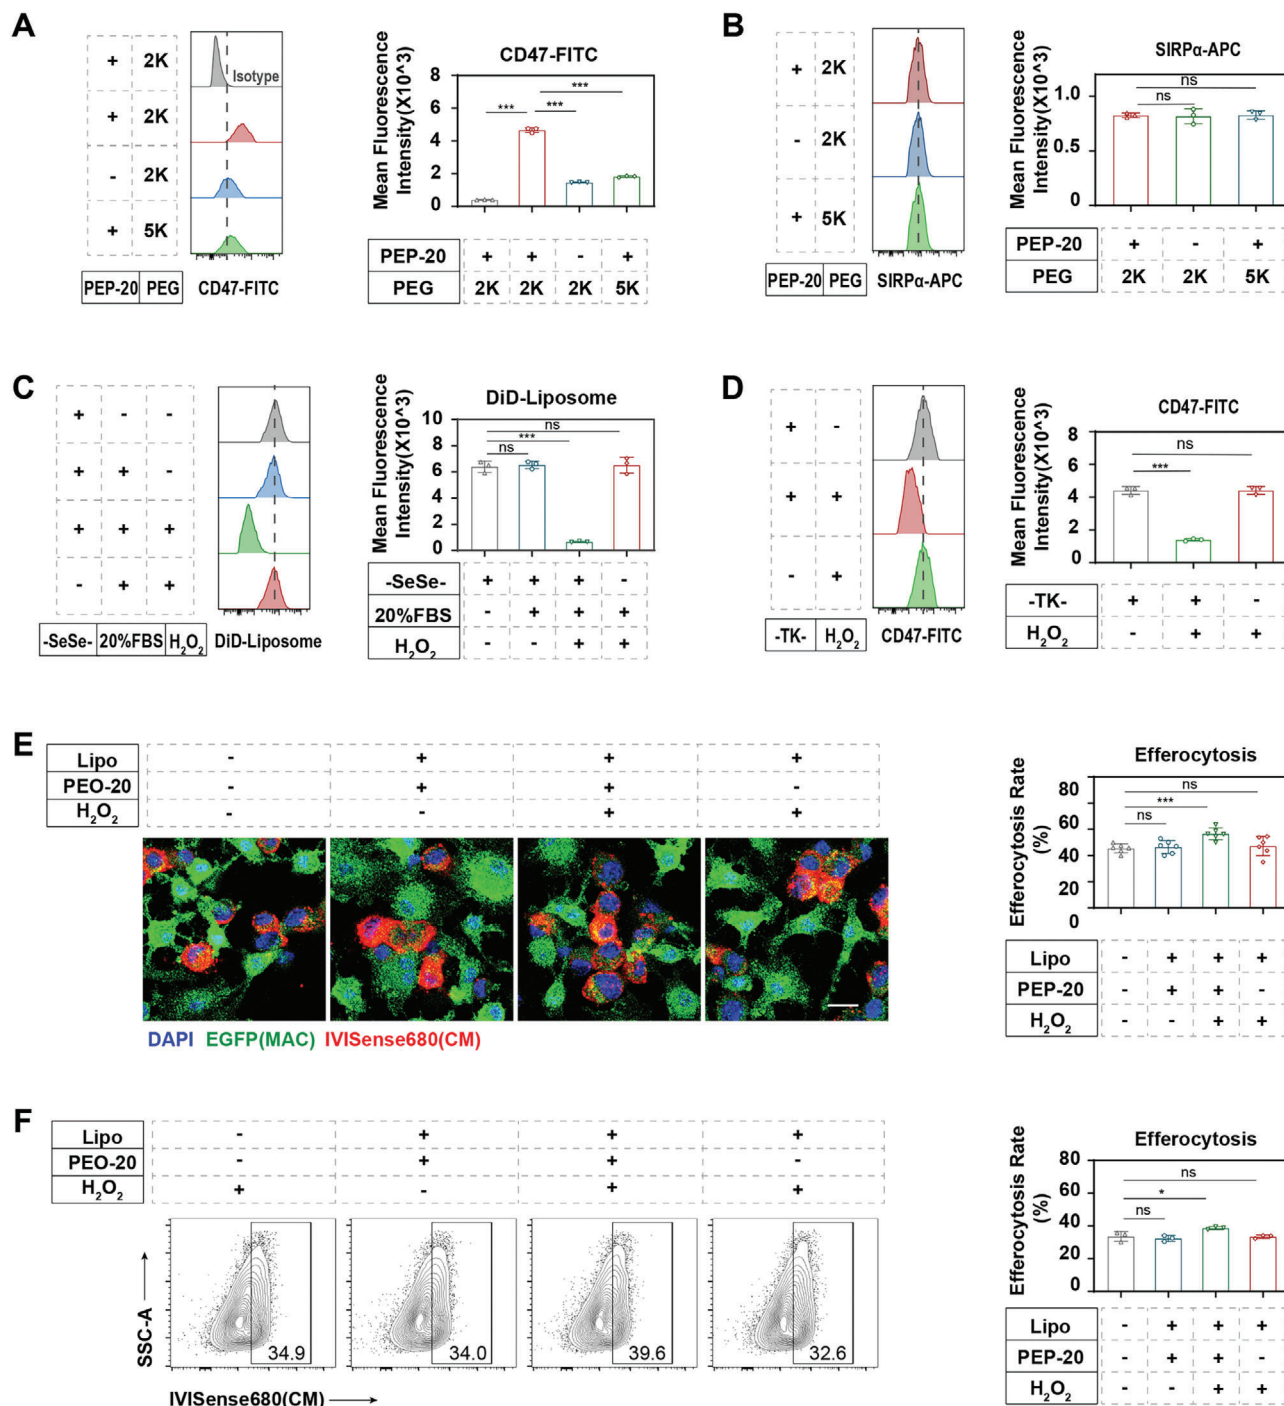 A
+ 2K
Isotype
+ 2K
- 2K
+ 5K
PEP-20 PEG CD47-FITC
CD47-FITC
Mean Fluorescence
Intensity(X10^3)
8
6
4
2
0
***
*** ***
PEP-20 + + - +
PEG 2K 2K 2K 5K
B
+ 2K
- 2K
+ 5K
PEP-20 PEG SIRPα-APC
SIRPα-APC
Mean Fluorescence
Intensity(X10^3)
1.0
0.5
0
ns
ns
PEP-20 + - +
PEG 2K 2K 5K
C
+ - -
+ + -
+ + +
- + +
-SeSe- 20%FBS H₂O₂ DiD-Liposome
DiD-Liposome
Mean Fluorescence
Intensity(X10^3)
10
8
6
4
2
0
ns
***
ns
-SeSe- + + + -
20%FBS - + + +
H₂O₂ - - + +
D
+ -
+ +
- +
-TK- H₂O₂ CD47-FITC
CD47-FITC
Mean Fluorescence
Intensity(X10^3)
8
6
4
2
0
ns
***
-TK- + + -
H₂O₂ - + +
E
Lipo - + + +
PEO-20 - + + -
H₂O₂ - - + +
DAPI EGFP(MAC) IVISense680(CM)
Efferocytosis
Efferocytosis Rate
(%)
80
60
40
20
0
ns
***
ns
Lipo - + + +
PEP-20 - + + -
H₂O₂ - - + +
F
Lipo - + + +
PEO-20 - + + -
H₂O₂ + - + +
SSC-A
34.9 34.0 39.6 32.6
IVISense680(CM)
Efferocytosis
Efferocytosis Rate
(%)
80
60
40
20
0
ns
*
ns
Lipo - + + +
PEP-20 - + + -
H₂O₂ - - + +